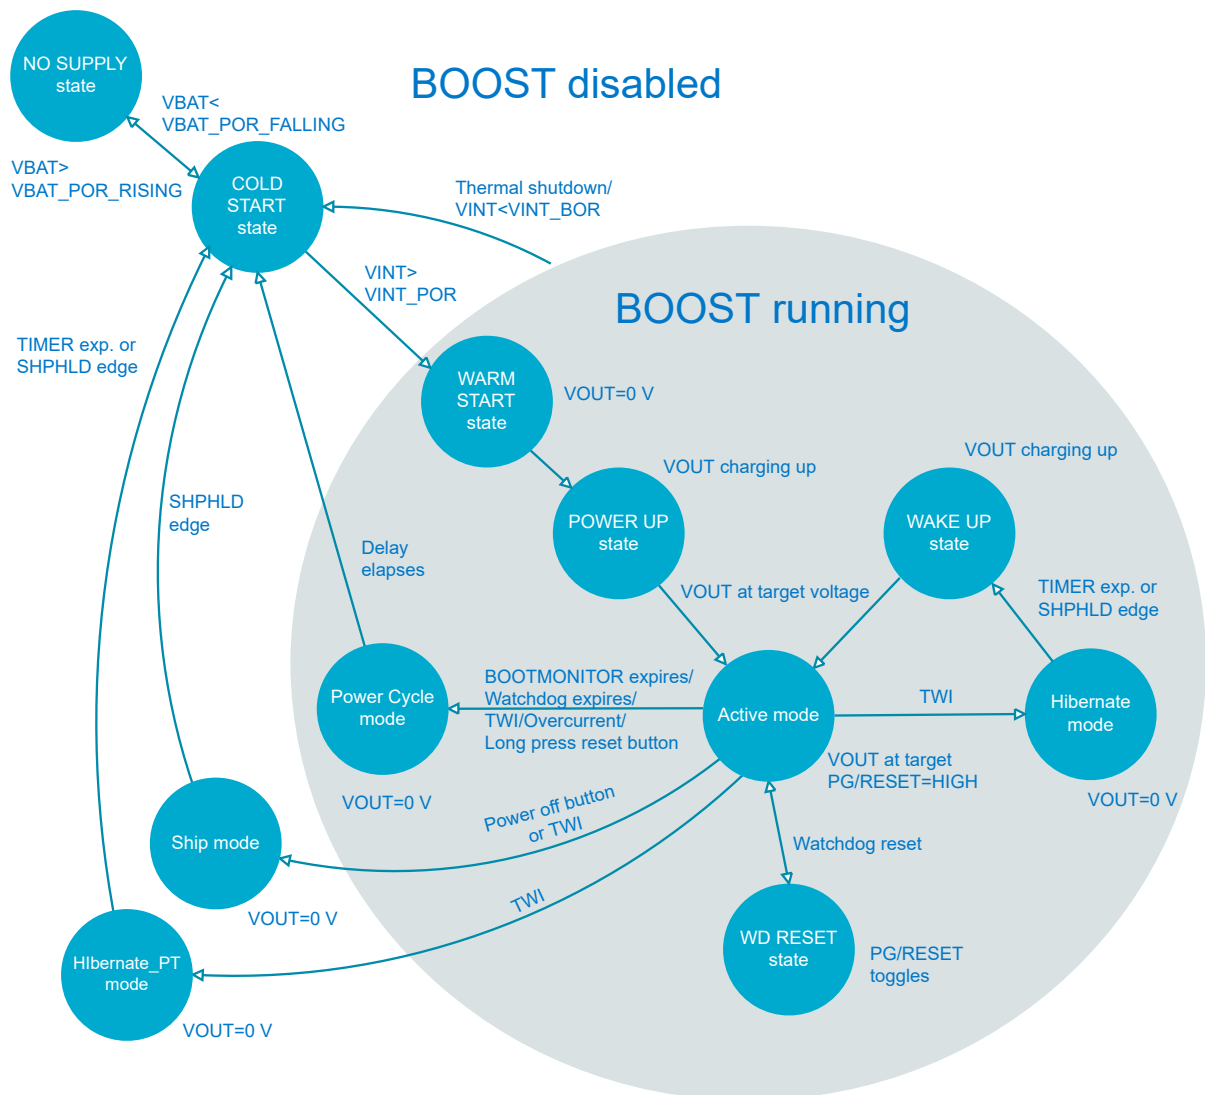 NO SUPPLY
state
BOOST disabled
VBAT<
VBAT_POR_FALLING
VBAT>
VBAT_POR_RISING
COLD
START
state
Thermal shutdown/
VINT<VINT_BOR
VINT>
VINT_POR
BOOST running
TIMER exp. or
SHPHLD edge
WARM
START
state
VOUT=0 V
VOUT charging up
VOUT charging up
SHPHLD
edge
POWER UP
state
WAKE UP
state
Delay
elapses
VOUT at target voltage
TIMER exp. or
SHPHLD edge
Power Cycle
mode
BOOTMONITOR expires/
Watchdog expires/
TWI/Overcurrent/
Long press reset button
Active mode
TWI
Hibernate
mode
VOUT at target
PG/RESET=HIGH
VOUT=0 V
VOUT=0 V
Power off button
or TWI
Ship mode
Watchdog reset
TWI
VOUT=0 V
WD RESET
state
PG/RESET
toggles
HIbernate_PT
mode
VOUT=0 V